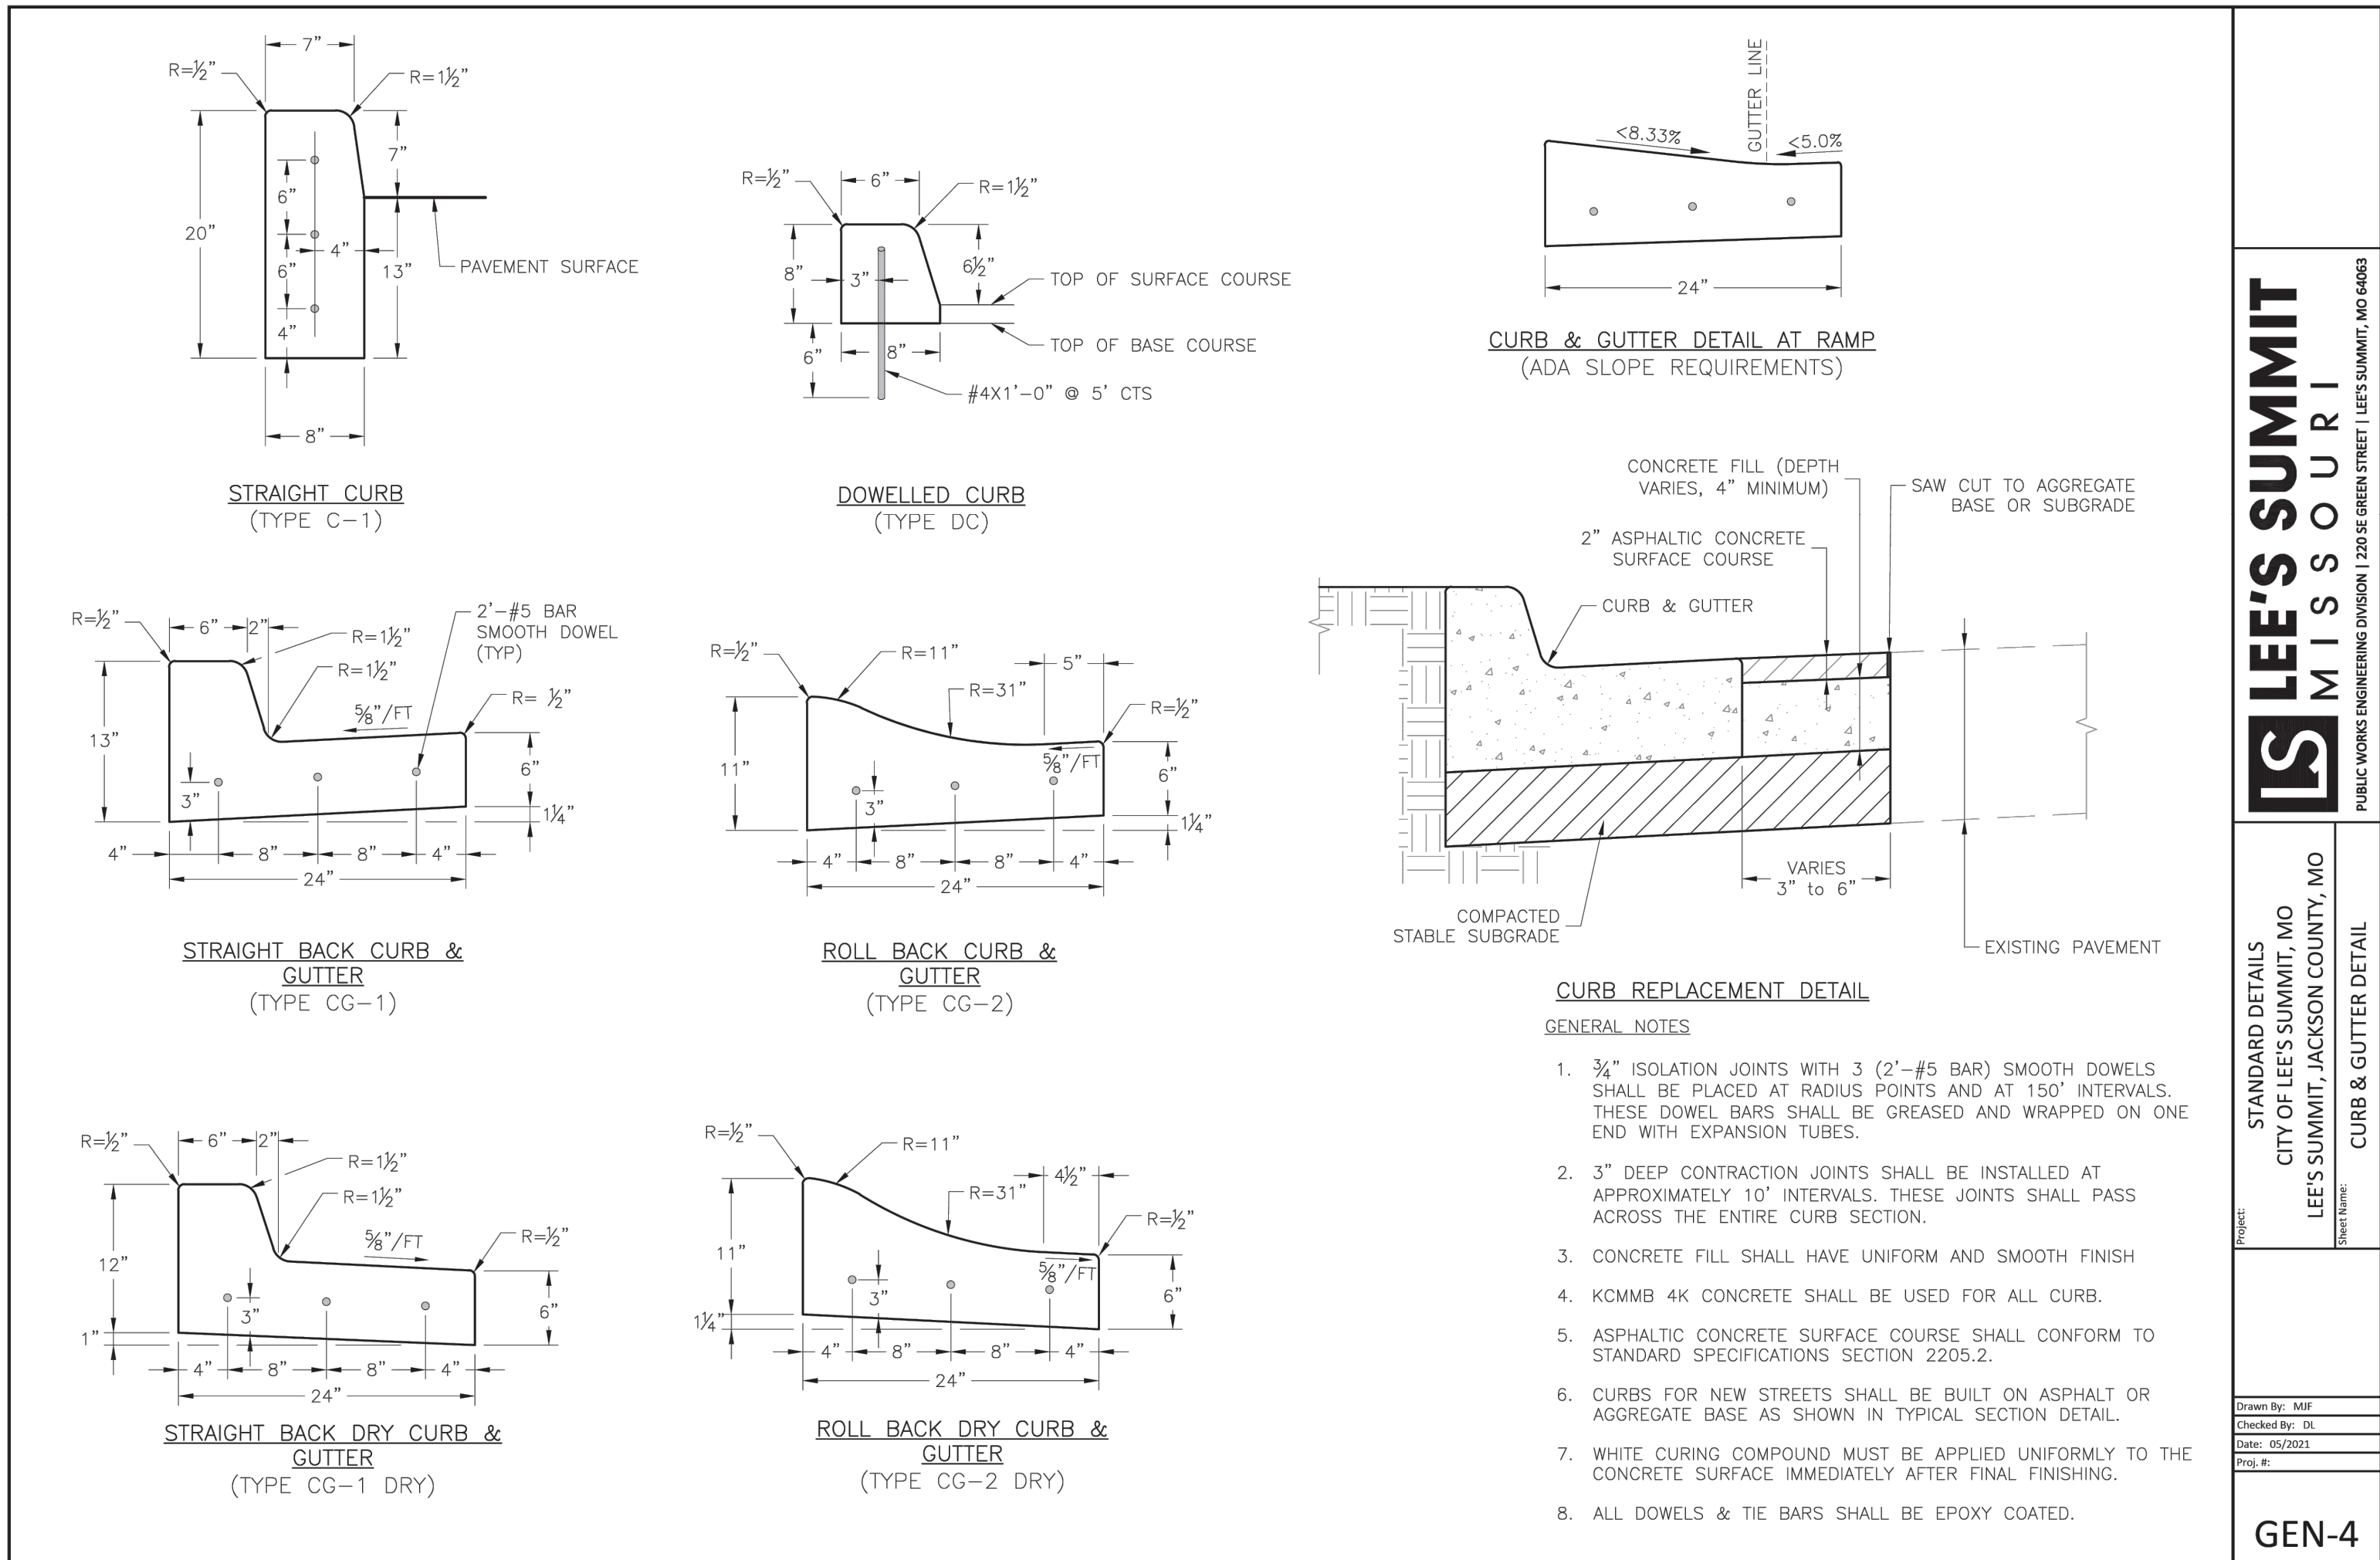 7”
R=½”
R=1½”
20”
7”
6”
4”
6”
13”
4”
PAVEMENT SURFACE
8”
STRAIGHT CURB
(TYPE C-1)
R=½”
6”
R=1½”
8”
3”
6½”
TOP OF SURFACE COURSE
TOP OF BASE COURSE
6”
8”
#4X1’-0” @ 5’ CTS
DOWELLED CURB
(TYPE DC)
GUTTER LINE
<8.33%
<5.0%
24”
CURB & GUTTER DETAIL AT RAMP
(ADA SLOPE REQUIREMENTS)
R=½”
6”
2”
R=1½”
R=1½”
2’-#5 BAR
SMOOTH DOWEL
(TYP)
⅝”/FT
R= ½”
13”
3”
6”
1¼”
4”
8”
8”
4”
24”
STRAIGHT BACK CURB &
GUTTER
(TYPE CG-1)
R=½”
R=11”
5”
R=31”
R=½”
11”
⅝”/FT
6”
3”
1¼”
4”
8”
8”
4”
24”
ROLL BACK CURB &
GUTTER
(TYPE CG-2)
CONCRETE FILL (DEPTH
VARIES, 4” MINIMUM)
SAW CUT TO AGGREGATE
BASE OR SUBGRADE
2” ASPHALTIC CONCRETE
SURFACE COURSE
CURB & GUTTER
VARIES
3” to 6”
COMPACTED
STABLE SUBGRADE
EXISTING PAVEMENT
CURB REPLACEMENT DETAIL
R=½”
6”
2”
R=1½”
R=1½”
⅝”/FT
R=½”
12”
3”
6”
1”
4”
8”
8”
4”
24”
STRAIGHT BACK DRY CURB &
GUTTER
(TYPE CG-1 DRY)
R=½”
R=11”
4½”
R=31”
R=½”
11”
⅝”/FT
3”
6”
1¼”
4”
8”
8”
4”
24”
ROLL BACK DRY CURB &
GUTTER
(TYPE CG-2 DRY)
GENERAL NOTES
1. ¾” ISOLATION JOINTS WITH 3 (2’-#5 BAR) SMOOTH DOWELS
SHALL BE PLACED AT RADIUS POINTS AND AT 150’ INTERVALS.
THESE DOWEL BARS SHALL BE GREASED AND WRAPPED ON ONE
END WITH EXPANSION TUBES.
2. 3” DEEP CONTRACTION JOINTS SHALL BE INSTALLED AT
APPROXIMATELY 10’ INTERVALS. THESE JOINTS SHALL PASS
ACROSS THE ENTIRE CURB SECTION.
3. CONCRETE FILL SHALL HAVE UNIFORM AND SMOOTH FINISH
4. KCMMB 4K CONCRETE SHALL BE USED FOR ALL CURB.
5. ASPHALTIC CONCRETE SURFACE COURSE SHALL CONFORM TO
STANDARD SPECIFICATIONS SECTION 2205.2.
6. CURBS FOR NEW STREETS SHALL BE BUILT ON ASPHALT OR
AGGREGATE BASE AS SHOWN IN TYPICAL SECTION DETAIL.
7. WHITE CURING COMPOUND MUST BE APPLIED UNIFORMLY TO THE
CONCRETE SURFACE IMMEDIATELY AFTER FINAL FINISHING.
8. ALL DOWELS & TIE BARS SHALL BE EPOXY COATED.
LS
LEE'S SUMMIT
MISSOURI
PUBLIC WORKS ENGINEERING DIVISION | 220 SE GREEN STREET | LEE'S SUMMIT, MO 64063
Project:
STANDARD DETAILS
CITY OF LEE'S SUMMIT, MO
LEE'S SUMMIT, JACKSON COUNTY, MO
Sheet Name:
CURB & GUTTER DETAIL
Drawn By: MJF
Checked By: DL
Date: 05/2021
Proj. #:
GEN-4